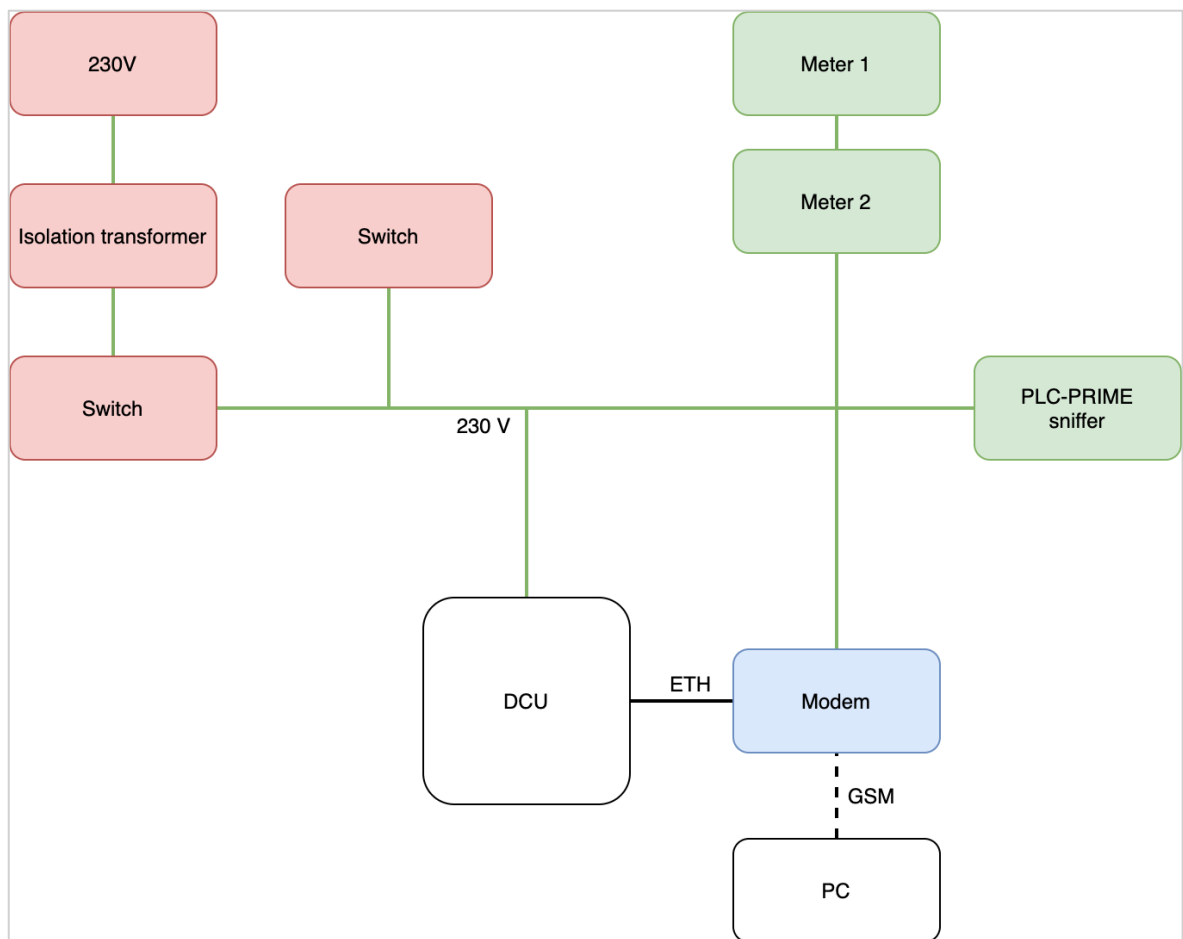 230V
Meter 1
Meter 2
Isolation transformer
Switch
Switch
PLC-PRIME
sniffer
230 V
DCU
ETH
Modem
GSM
PC